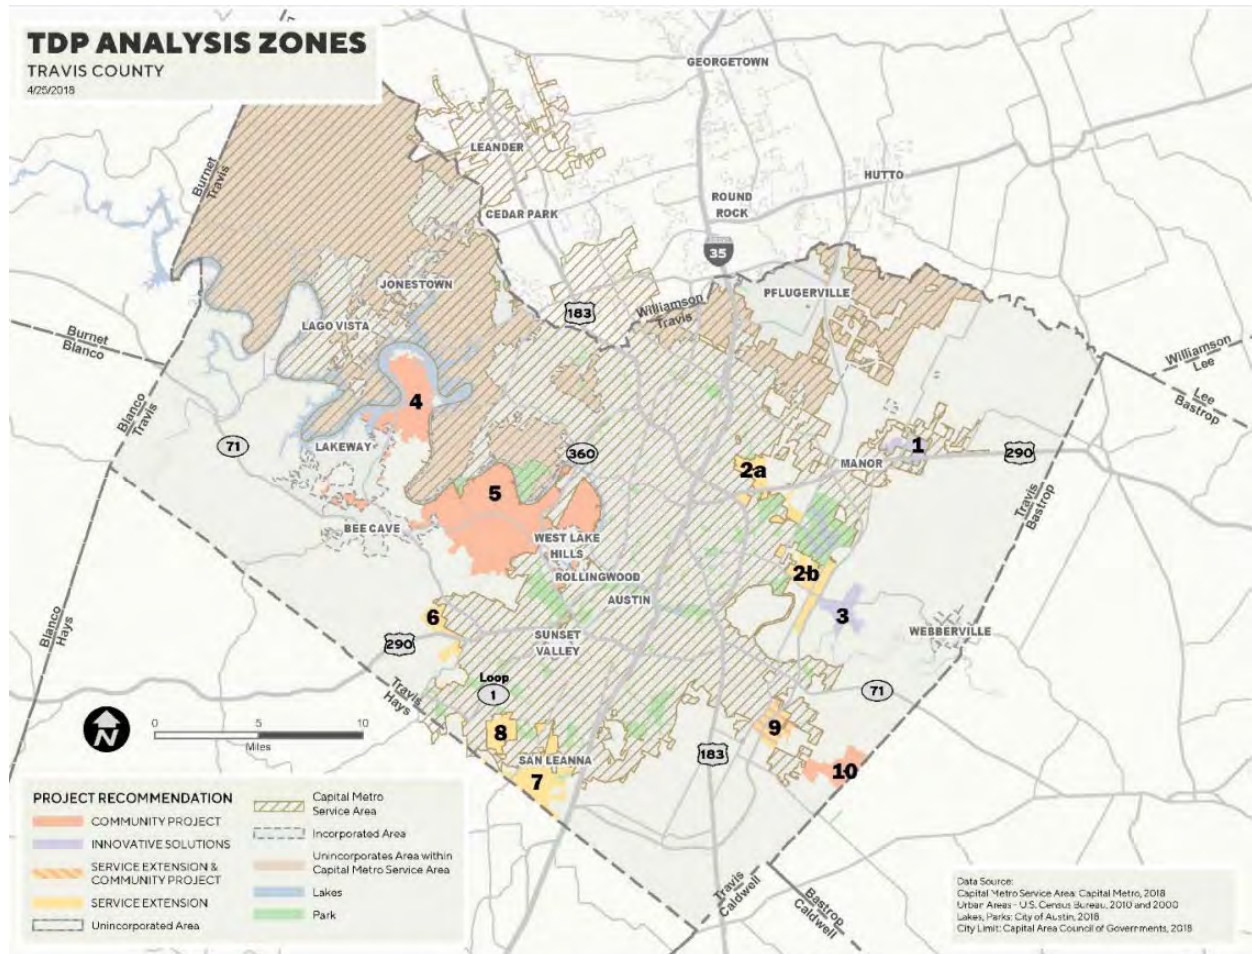 TDP ANALYSIS ZONES
TRAVIS COUNTY
4/25/2018
GEORGETOWN
LEANDER
HUTTO
Burnet
Travis
ROUND
ROCK
CEDAR PARK
35
JONESTOWN
PFLUGERVILLE
183
Williamson
Travis
LAGO VISTA
Burnet
Blanco
Williamson
Lee
Lee
Bastrop
Blanco
Travis
4
LAKEWAY
71
360
1
MANOR
290
2a
5
Travis
Bastrop
BEE CAVE
WEST LAKE
HILLS
ROLLINGWOOD
2b
AUSTIN
3
6
WEBBERVILLE
Blanco
Hays
290
SUNSET
VALLEY
Loop
1
71
Travis
Hays
N
0
5
10
Miles
8
9
183
SAN LEANNA
7
10
PROJECT RECOMMENDATION
COMMUNITY PROJECT
INNOVATIVE SOLUTIONS
SERVICE EXTENSION &
COMMUNITY PROJECT
SERVICE EXTENSION
Unincorporated Area
Capital Metro
Service Area
Incorporated Area
Unincorporates Area within
Capital Metro Service Area
Lakes
Park
Travis
Caldwell
Bastrop
Caldwell
Data Source:
Capital Metro Service Area: Capital Metro, 2018
Urban Areas - U.S. Census Bureau, 2010 and 2000
Lakes, Parks: City of Austin, 2018
City Limit: Capital Area Council of Governments, 2018